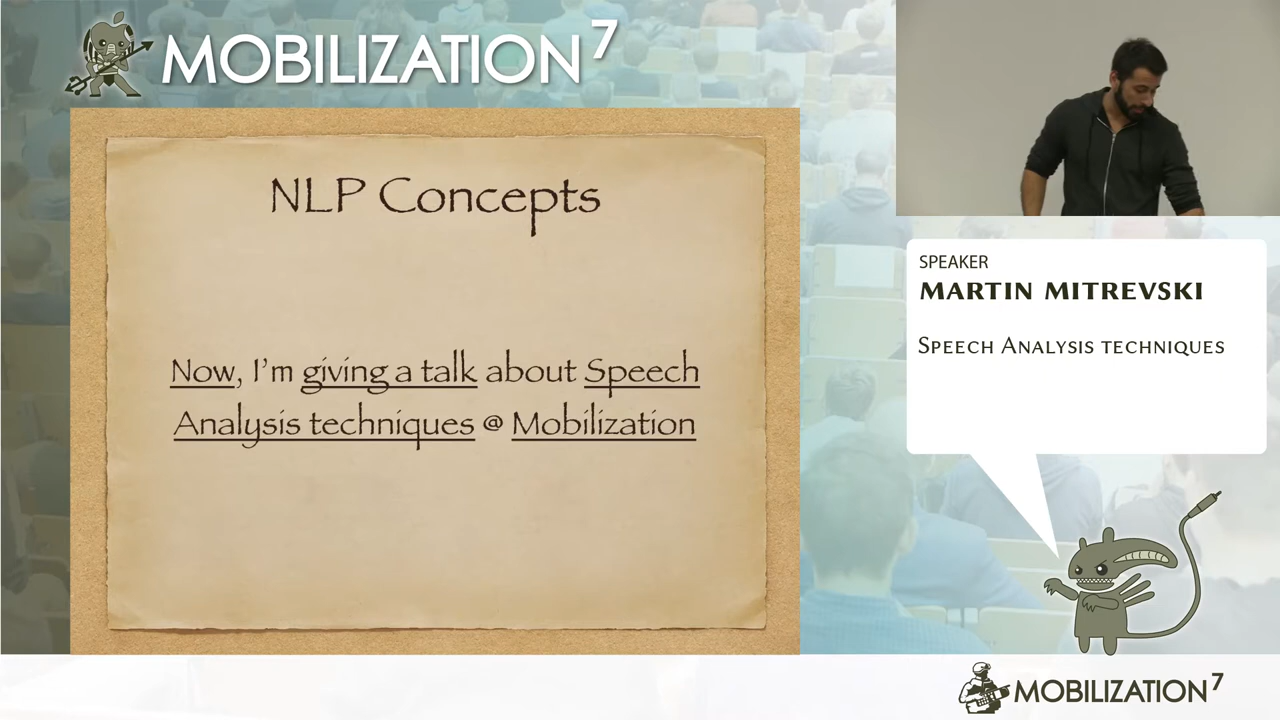 MOBILIZATION7
NLP Concepts
Now, I'm giving a talk about Speech
Analysis techniques @ Mobilization
SPEAKER
MARTIN MITREVSKI
SPEECH ANALYSIS TECHNIQUES
MOBILIZATION7